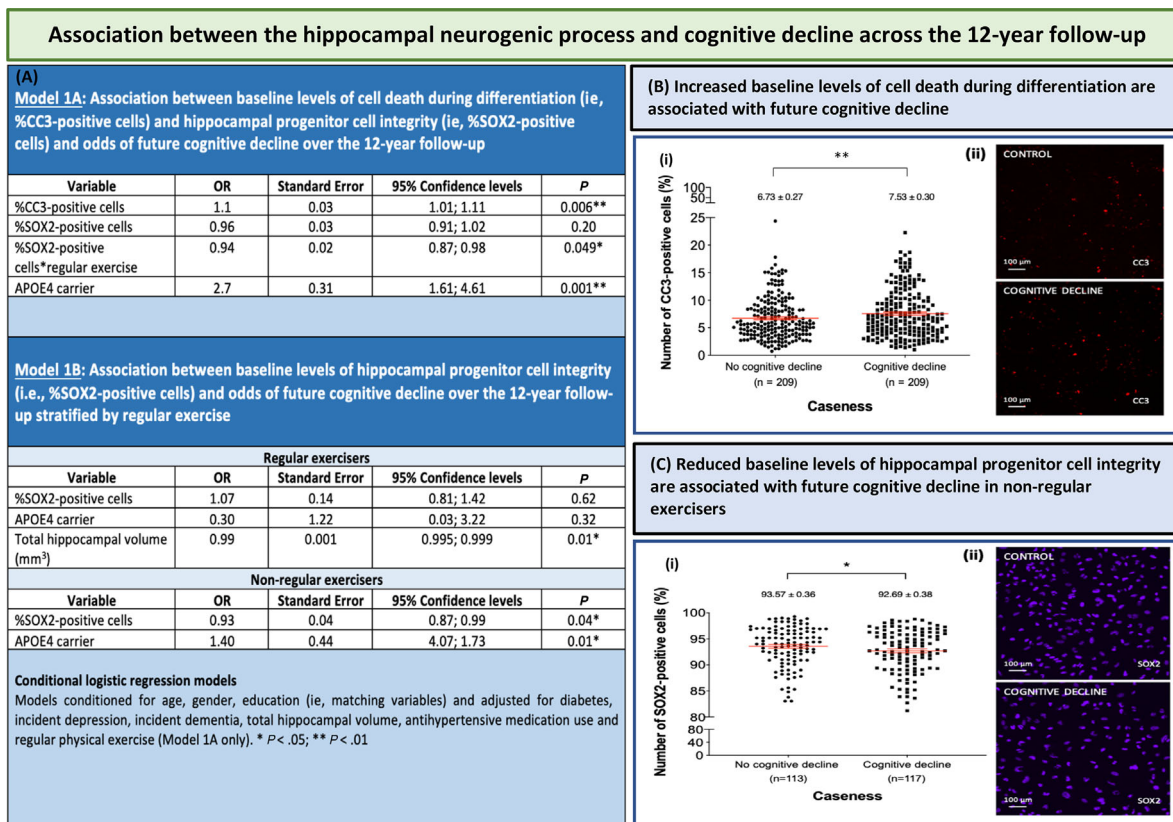 Association between the hippocampal neurogenic process and cognitive decline across the 12-year follow-up
(A)
Model 1A: Association between baseline levels of cell death during differentiation (ie,
%CC3-positive cells) and hippocampal progenitor cell integrity (ie, %SOX2-positive
cells) and odds of future cognitive decline over the 12-year follow-up
Variable OR Standard Error 95% Confidence levels P
%CC3-positive cells 1.1 0.03 1.01; 1.11 0.006**
%SOX2-positive cells 0.96 0.03 0.91; 1.02 0.20
%SOX2-positive 0.94 0.02 0.87; 0.98 0.049*
cells*regular exercise
APOE4 carrier 2.7 0.31 1.61; 4.61 0.001**
Model 1B: Association between baseline levels of hippocampal progenitor cell integrity
(i.e., %SOX2-positive cells) and odds of future cognitive decline over the 12-year follow-
up stratified by regular exercise
Regular exercisers
Variable OR Standard Error 95% Confidence levels P
%SOX2-positive cells 1.07 0.14 0.81; 1.42 0.62
APOE4 carrier 0.30 1.22 0.03; 3.22 0.32
Total hippocampal volume 0.99 0.001 0.995; 0.999 0.01*
(mm³)
Non-regular exercisers
Variable OR Standard Error 95% Confidence levels P
%SOX2-positive cells 0.93 0.04 0.87; 0.99 0.04*
APOE4 carrier 1.40 0.44 4.07; 1.73 0.01*
Conditional logistic regression models
Models conditioned for age, gender, education (ie, matching variables) and adjusted for diabetes,
incident depression, incident dementia, total hippocampal volume, antihypertensive medication use and
regular physical exercise (Model 1A only). * P < .05; ** P < .01
(B) Increased baseline levels of cell death during differentiation are
associated with future cognitive decline
(i)
**
6.73 ± 0.27 7.53 ± 0.30
Number of CC3-positive cells (%)
100
50
25
20
15
10
5
0
No cognitive decline Cognitive decline
(n = 209) (n = 209)
Caseness
(ii)
CONTROL
100 µm CC3
COGNITIVE DECLINE
100 µm CC3
(C) Reduced baseline levels of hippocampal progenitor cell integrity
are associated with future cognitive decline in non-regular
exercisers
(i)
*
93.57 ± 0.36 92.69 ± 0.38
Number of SOX2-positive cells (%)
100
95
90
85
80
80
40
0
No cognitive decline Cognitive decline
(n=113) (n=117)
Caseness
(ii)
CONTROL
100 µm SOX2
COGNITIVE DECLINE
100 µm SOX2